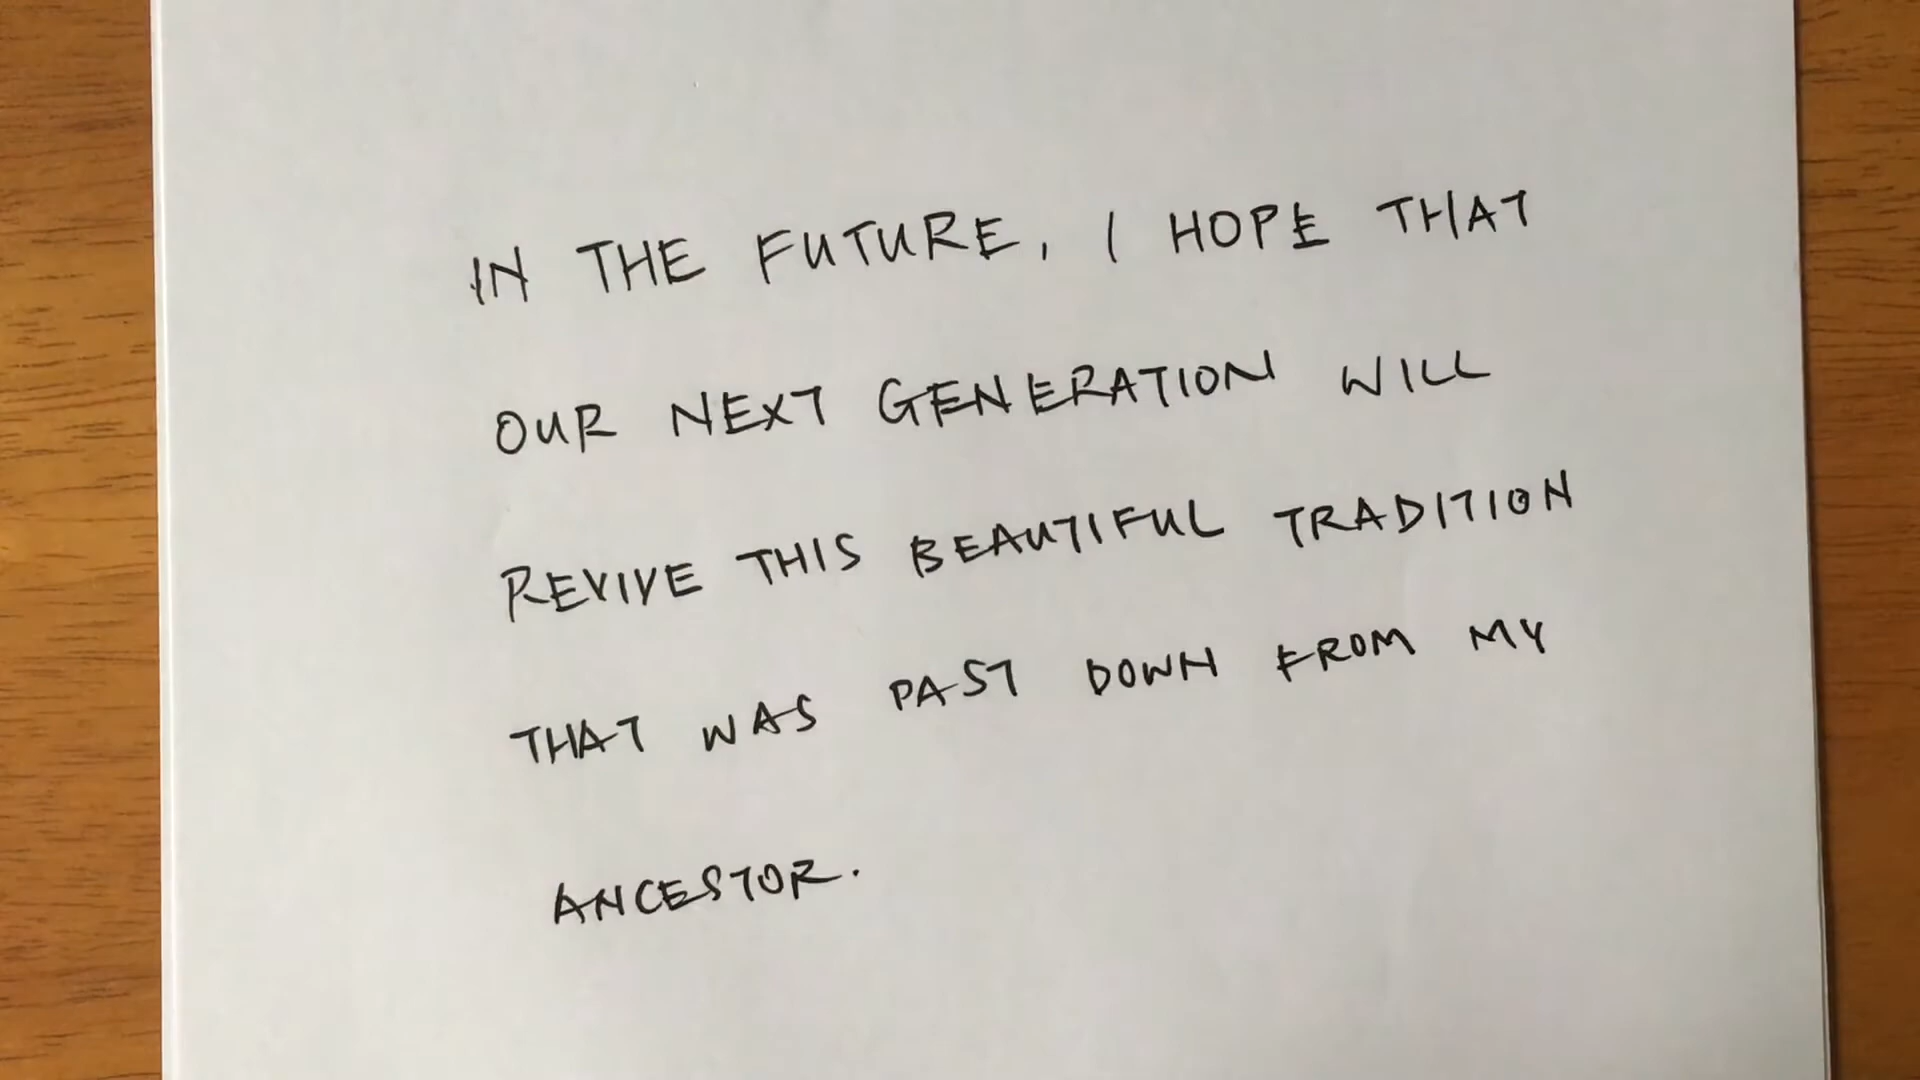 IN THE FUTURE, I HOPE THAT
OUR NEXT GENERATION WILL
REVIVE THIS BEAUTIFUL TRADITION
THAT WAS PAST DOWN FROM MY
ANCESTOR.